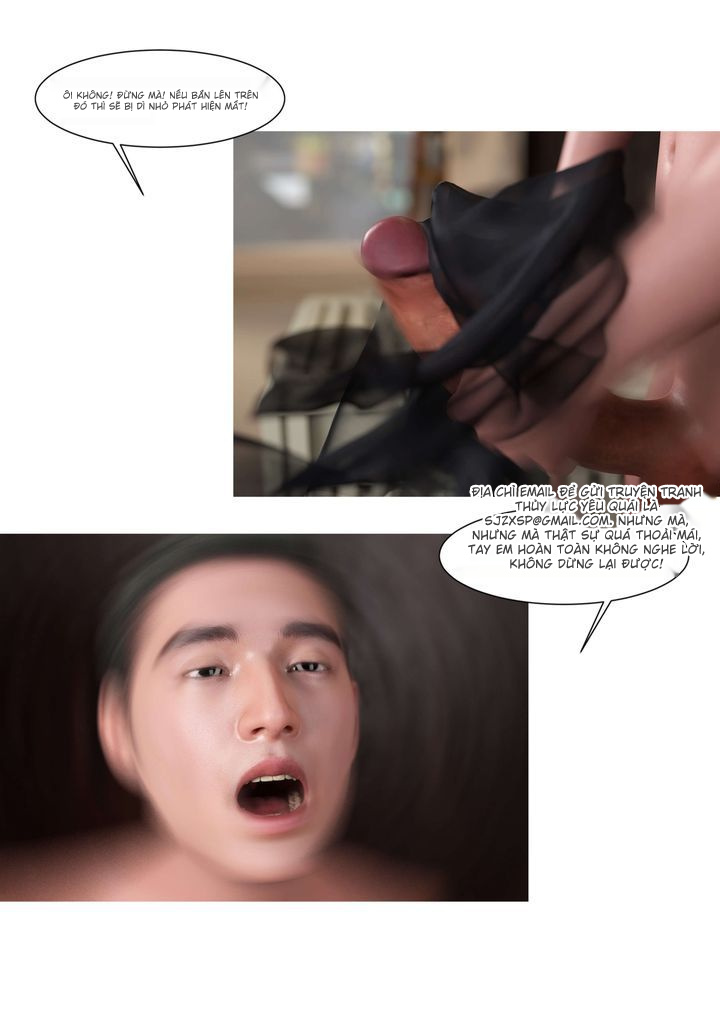 ÔI KHÔNG! ĐỪNG MÀ! NẾU BẮN LÊN TRÊN
ĐÓ THÌ SẼ BỊ DÌ NHỎ PHÁT HIỆN MẤT!
ĐỊA CHỈ EMAIL ĐỂ GỬI TRUYỆN TRANH
THỦY LỰC YÊU QUÁI LÀ
SJZXSP@GMAIL.COM, NHƯNG MÀ,
NHƯNG MÀ THẬT SỰ QUÁ THOẢI MÁI,
TAY EM HOÀN TOÀN KHÔNG NGHE LỜI,
KHÔNG DỪNG LẠI ĐƯỢC!